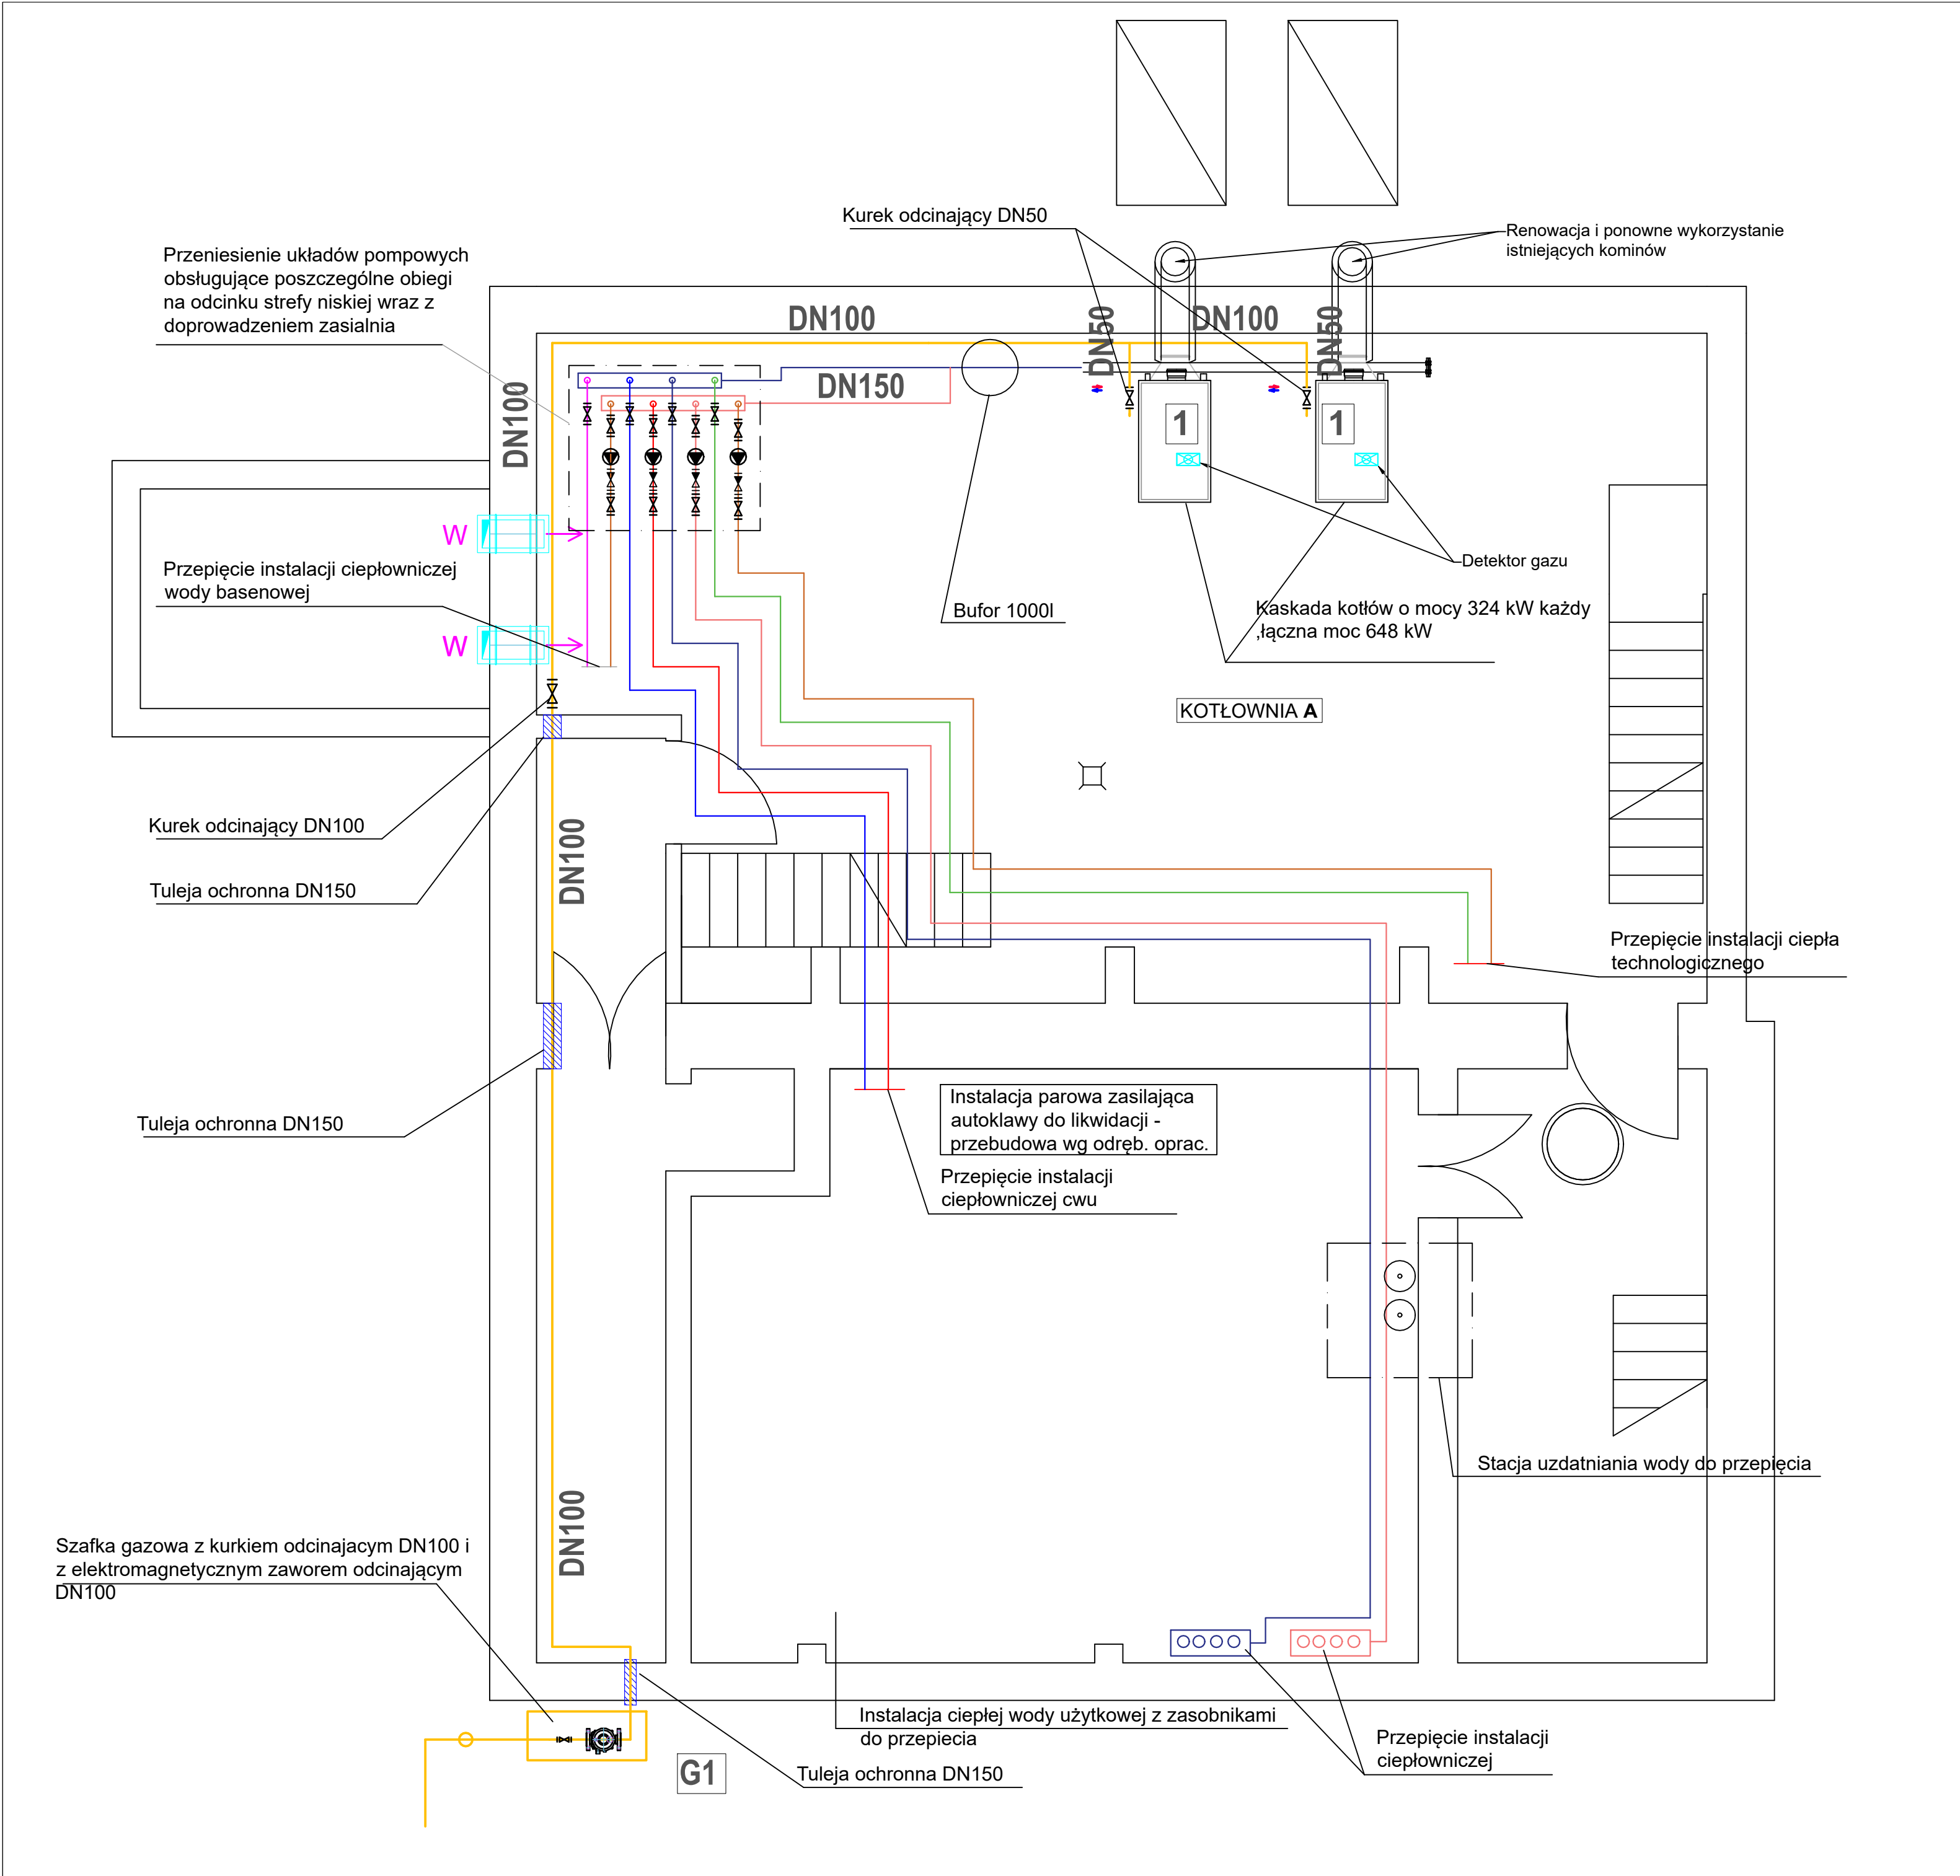 Kurek odcinający DN50
Renowacja i ponowne wykorzystanie
istniejących kominów
Przeniesienie układów pompowych
obsługujące poszczególne obiegi
na odcinku strefy niskiej wraz z
doprowadzeniem zasialnia
DN100
DN50
DN100
DN50
DN150
DN100
1
1
W
Przepięcie instalacji ciepłowniczej
wody basenowej
W
Detektor gazu
Bufor 1000l
Kaskada kotłów o mocy 324 kW każdy
,łączna moc 648 kW
KOTŁOWNIA A
Kurek odcinający DN100
DN100
Tuleja ochronna DN150
Przepięcie instalacji ciepła
technologicznego
Tuleja ochronna DN150
Instalacja parowa zasilająca
autoklawy do likwidacji -
przebudowa wg odręb. oprac.
Przepięcie instalacji
ciepłowniczej cwu
Stacja uzdatniania wody do przepięcia
DN100
Szafka gazowa z kurkiem odcinajacym DN100 i
z elektromagnetycznym zaworem odcinającym
DN100
Instalacja ciepłej wody użytkowej z zasobnikami
do przepiecia
Przepięcie instalacji
ciepłowniczej
G1
Tuleja ochronna DN150